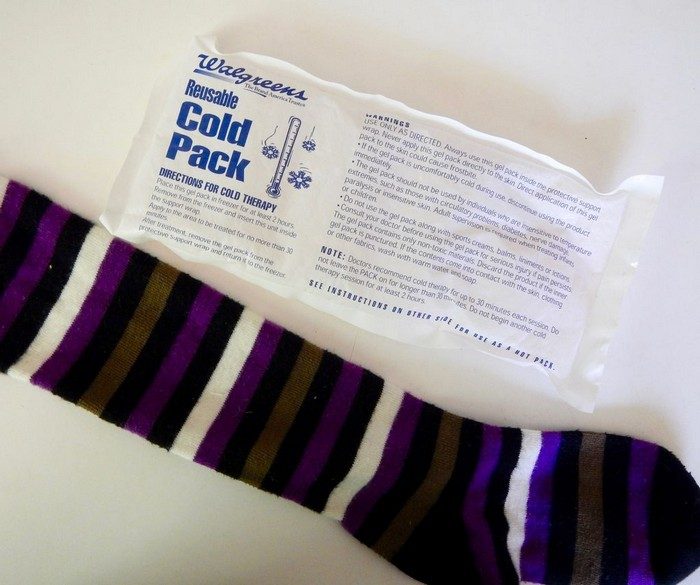 Walgreens
The Brand America Trusts
Reusable
Cold
Pack
DIRECTIONS FOR COLD THERAPY
Place this gel pack in freezer for at least 2 hours.
Remove from the freezer and insert this unit inside
the support wrap.
Apply to the area to be treated for no more than 30
minutes.
After treatment, remove the gel pack from the
protective support wrap and return it to the freezer.
WARNINGS
USE ONLY AS DIRECTED. Always use this gel pack inside the protective support
wrap. Never apply this gel pack directly to the skin. Direct application of this gel
pack to the skin could cause frostbite.
• If the gel pack is uncomfortably cold during use, discontinue using the product
immediately.
• The gel pack should not be used by individuals who are insensitive to temperature
extremes, such as those with circulatory problems, diabetes, nerve damage,
paralysis or insensitive skin. Adult Supervision is required when treating infants
or children.
• Do not use the gel pack along with sports creams, balms, liniments or lotions.
• Consult your doctor before using the gel pack for serious injury if pain persists.
The gel pack contains only non-toxic materials. Discard the product if the inner
gel pack is punctured. If the contents come into contact with the skin, clothing
or other fabrics, wash with warm water and soap.
NOTE: Doctors recommend cold therapy for up to 30 minutes each session. Do
not leave the PACK on for longer than 30 minutes. Do not begin another cold
therapy session for at least 2 hours.
SEE INSTRUCTIONS ON OTHER SIDE FOR USE AS A HOT PACK.